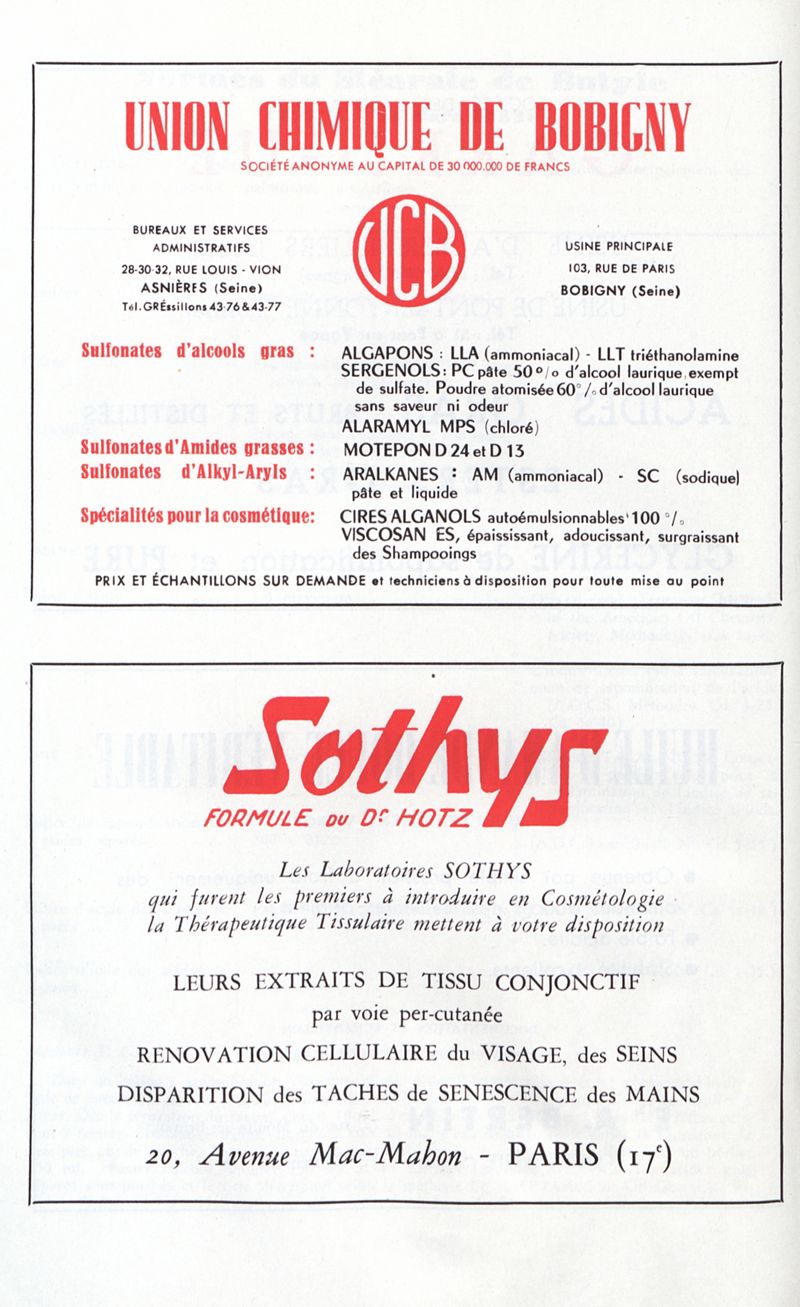 UNION CHIMIQUE DE BOBIGNY
SOCIÉTÉ ANONYME AU CAPITAL DE 30 000.000 DE FRANCS
BUREAUX ET SERVICES
ADMINISTRATIFS
28-30-32, RUE LOUIS - VION
ASNIÈRES (Seine)
Tél. GRÉsillons 43-76 & 43-77
UCB
USINE PRINCIPALE
103, RUE DE PARIS
BOBIGNY (Seine)
Sulfonates d'alcools gras : ALGAPONS : LLA (ammoniacal) - LLT triéthanolamine
SERGENOLS : PC pâte 50 % d'alcool laurique exempt
de sulfate. Poudre atomisée 60 % d'alcool laurique
sans saveur ni odeur
ALARAMYL MPS (chloré)
Sulfonates d'Amides grasses : MOTEPON D 24 et D 13
Sulfonates d'Alkyl-Aryls : ARALKANES : AM (ammoniacal) - SC (sodique)
pâte et liquide
Spécialités pour la cosmétique: CIRES ALGANOLS autoémulsionnables 100 %
VISCOSAN ES, épaississant, adoucissant, surgraissant
des Shampooings
PRIX ET ÉCHANTILLONS SUR DEMANDE et techniciens à disposition pour toute mise au point
Sothys
FORMULE DU Dr HOTZ
Les Laboratoires SOTHYS
qui furent les premiers à introduire en Cosmétologie
la Thérapeutique Tissulaire mettent à votre disposition
LEURS EXTRAITS DE TISSU CONJONCTIF
par voie per-cutanée
RENOVATION CELLULAIRE du VISAGE, des SEINS
DISPARITION des TACHES de SENESCENCE des MAINS
20, Avenue Mac-Mahon - PARIS (17e)